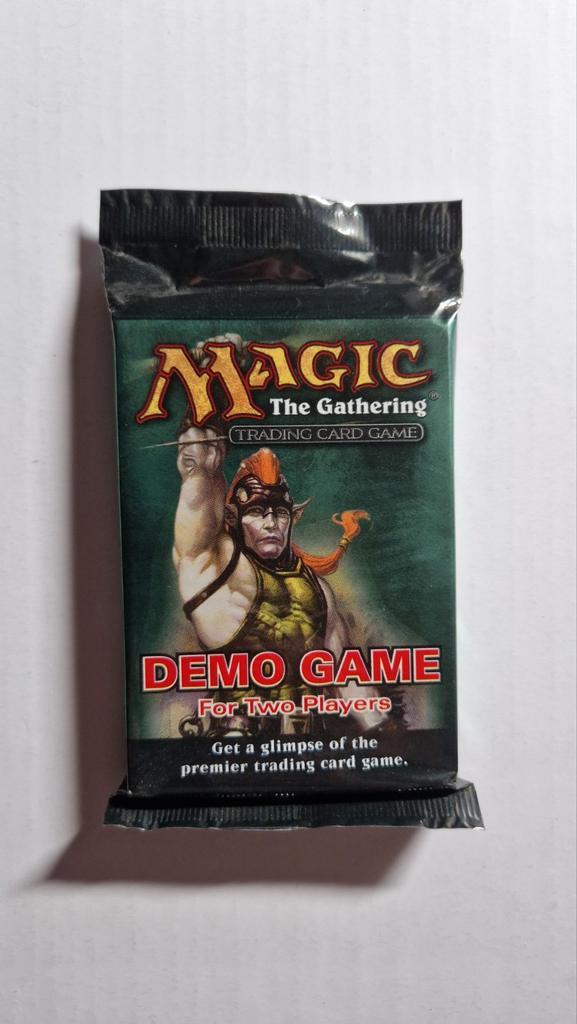 MAGIC
The Gathering®
TRADING CARD GAME
DEMO GAME
For Two Players
Get a glimpse of the
premier trading card game.